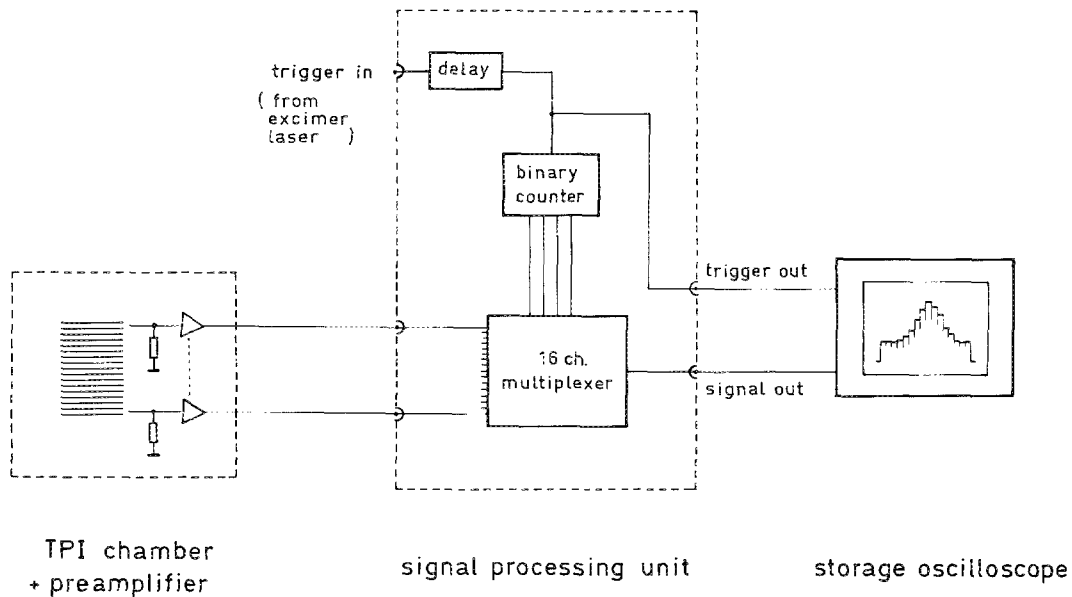 trigger in
( from
excimer
laser )
delay
binary
counter
trigger out
16 ch.
multiplexer
signal out
TPI chamber
+ preamplifier
signal processing unit
storage oscilloscope